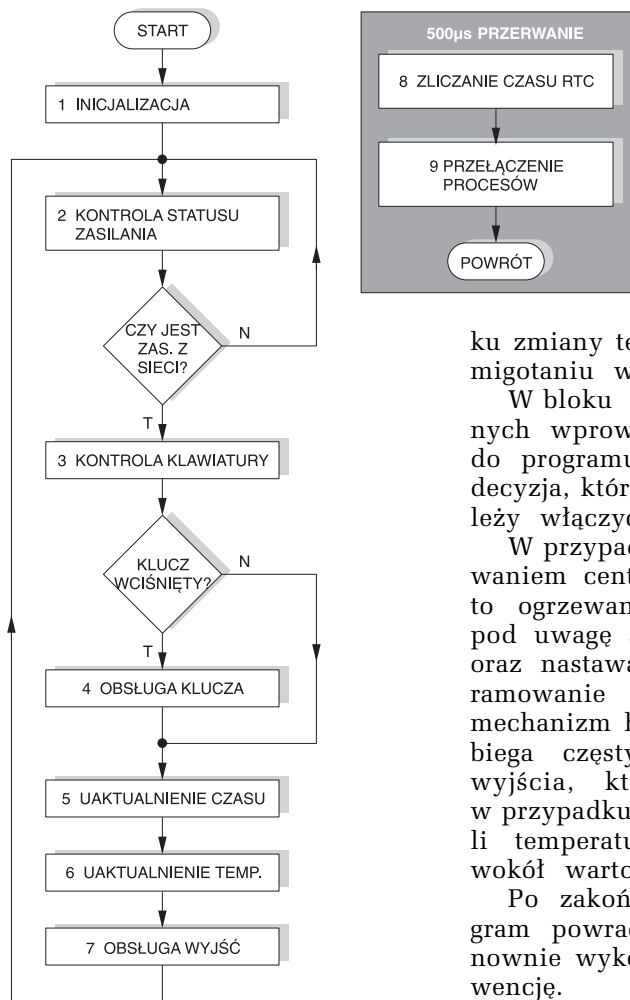 START
1 INICJALIZACJA
2 KONTROLA STATUSU
ZASILANIA
CZY JEST
ZAS. Z
SIECI?
N
T
3 KONTROLA KLAWIATURY
KLUCZ
WCIŚNIĘTY?
N
T
4 OBSŁUGA KLUCZA
5 UAKTUALNIENIE CZASU
6 UAKTUALNIENIE TEMP.
7 OBSŁUGA WYJŚĆ
500µs PRZERWANIE
8 ZLICZANIE CZASU RTC
9 PRZEŁĄCZENIE
PROCESÓW
POWRÓT
ku zmiany te
migotaniu w
W bloku
nych wprow
do programu
decyzja, któr
leży włączyć
W przypad
waniem cent
to ogrzewan
pod uwagę
oraz nastawa
ramowanie
mechanizm h
biega częsty
wyjścia, kt
w przypadku
li temperatu
wokół warto
Po zakoń
gram powrac
nownie wyko
wencję.